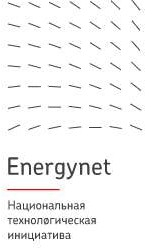 Energynet
Национальная
технологическая
инициатива